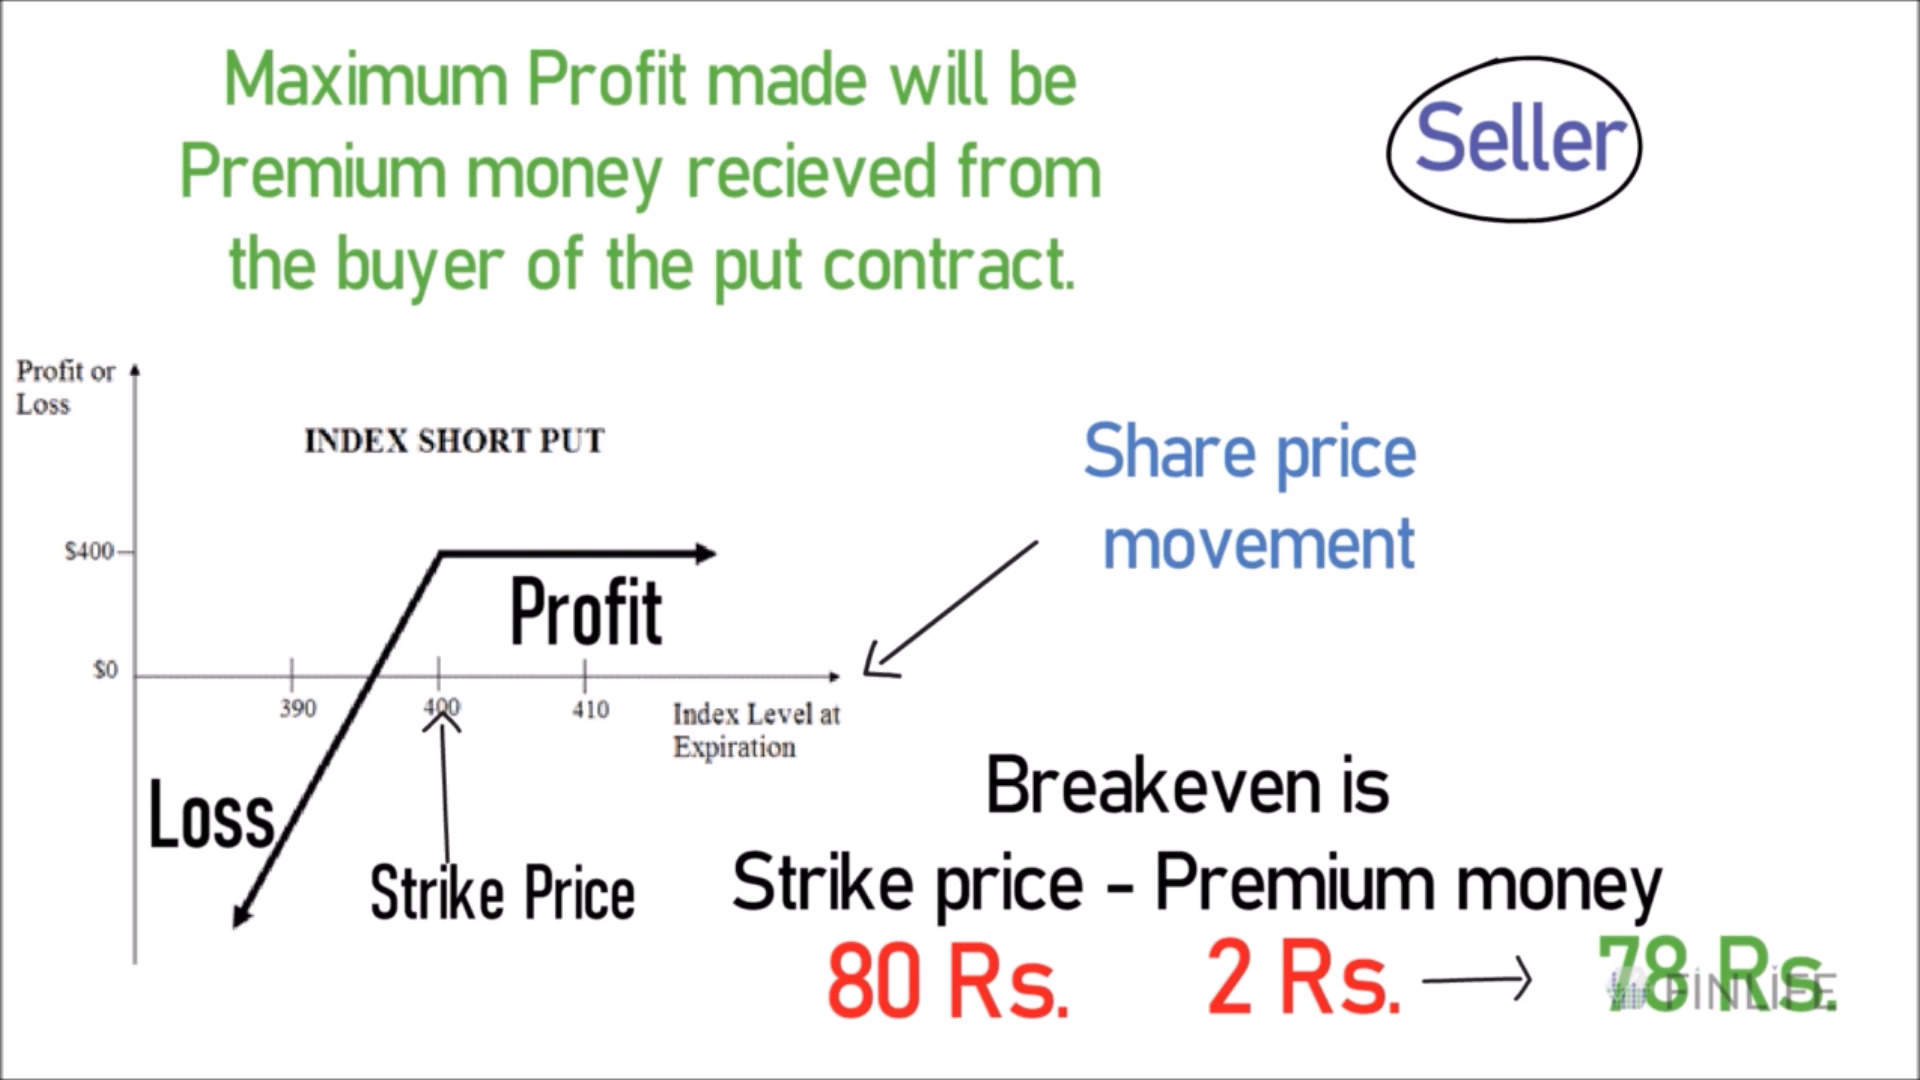 Maximum Profit made will be
Premium money recieved from
the buyer of the put contract.
Seller
Profit or
Loss
INDEX SHORT PUT
$400
Profit
$0
390
400
410
Index Level at
Expiration
Share price
movement
Loss
Strike Price
Breakeven is
Strike price - Premium money
80 Rs.
2 Rs.
78 Rs.
FINLIFE